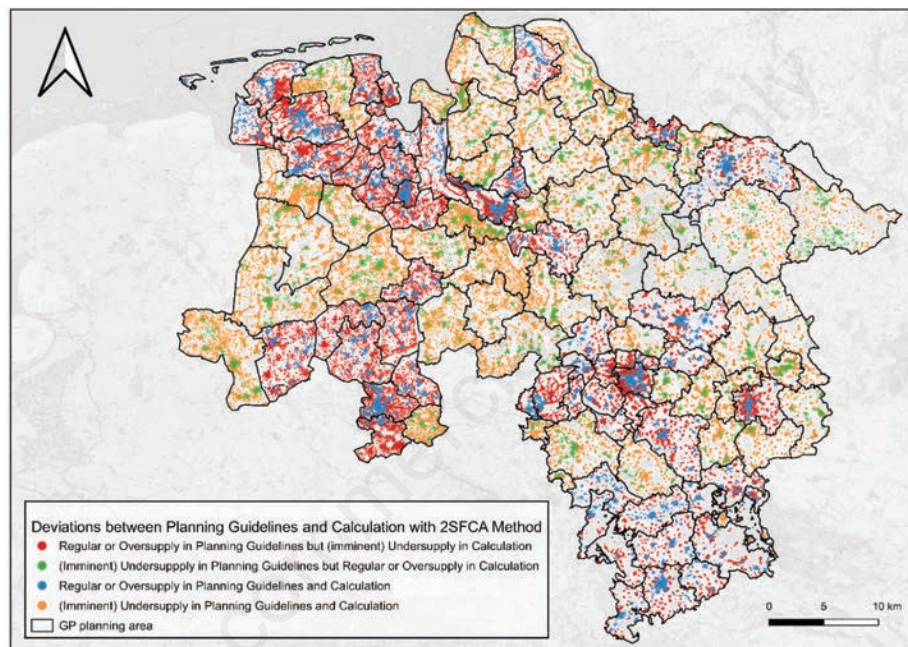 Deviations between Planning Guidelines and Calculation with 2SFCA Method
Regular or Oversupply in Planning Guidelines but (imminent) Undersupply in Calculation
(Imminent) Undersuppply in Planning Guidelines but Regular or Oversupply in Calculation
Regular or Oversupply in Planning Guidelines and Calculation
(Imminent) Undersupply in Planning Guidelines and Calculation
GP planning area
0 5 10 km